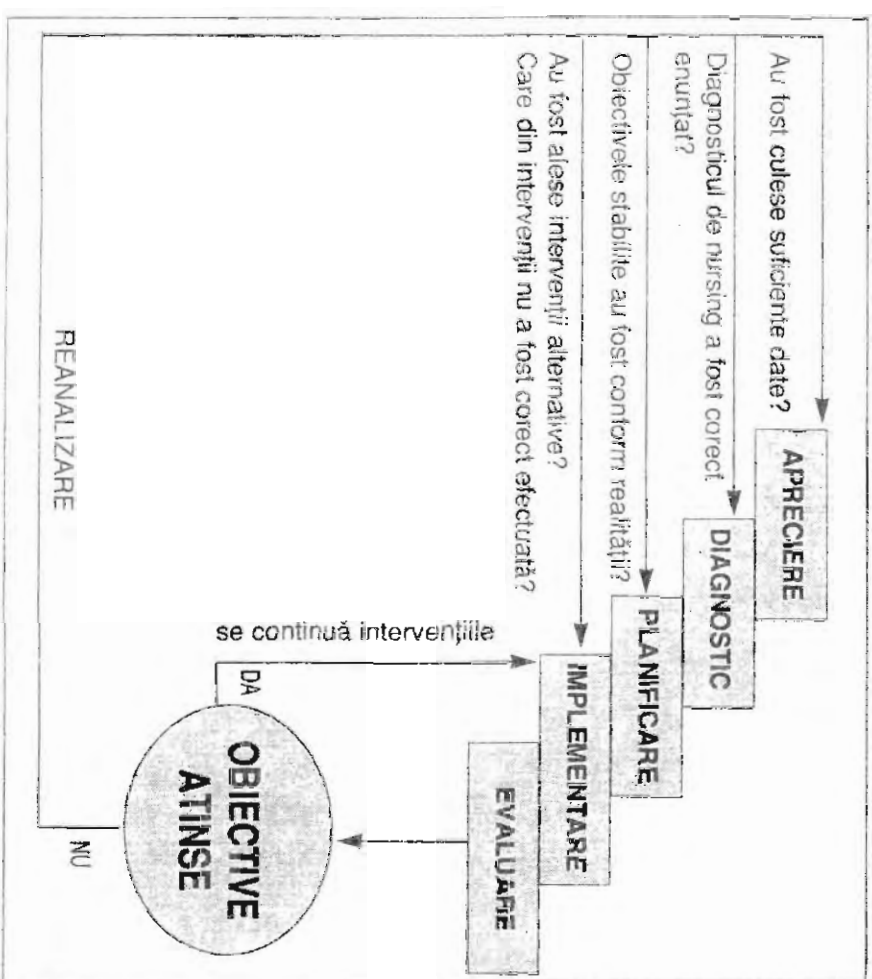 Au fost culese suficiente date?
APRECIERE
Diagnosticul de nursing a fost corect
enunțat?
DIAGNOSTIC
Obiectivele stabilite au fost conform realității?
PLANIFICARE
Au fost alese intervenții alternative?
Care din intervenții nu a fost corect efectuată?
IMPLEMENTARE
EVALUARE
se continuă intervențiile
DA
OBIECTIVE
ATINSE
NU
REANALIZARE